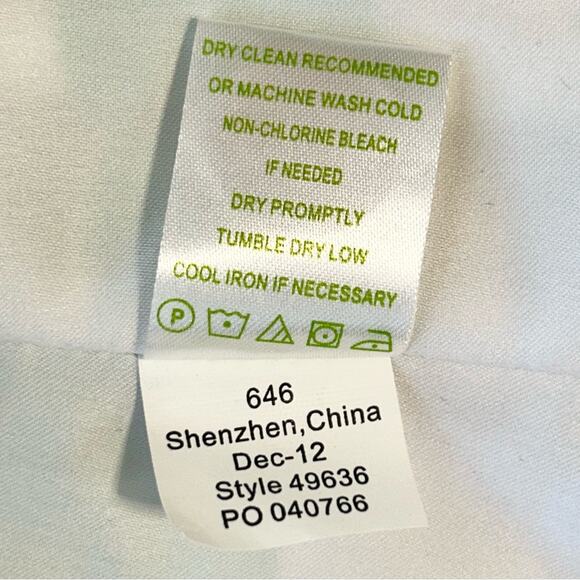 DRY CLEAN RECOMMENDED
OR MACHINE WASH COLD
NON-CHLORINE BLEACH
IF NEEDED
DRY PROMPTLY
TUMBLE DRY LOW
COOL IRON IF NECESSARY
P
646
Shenzhen,China
Dec-12
Style 49636
PO 040766